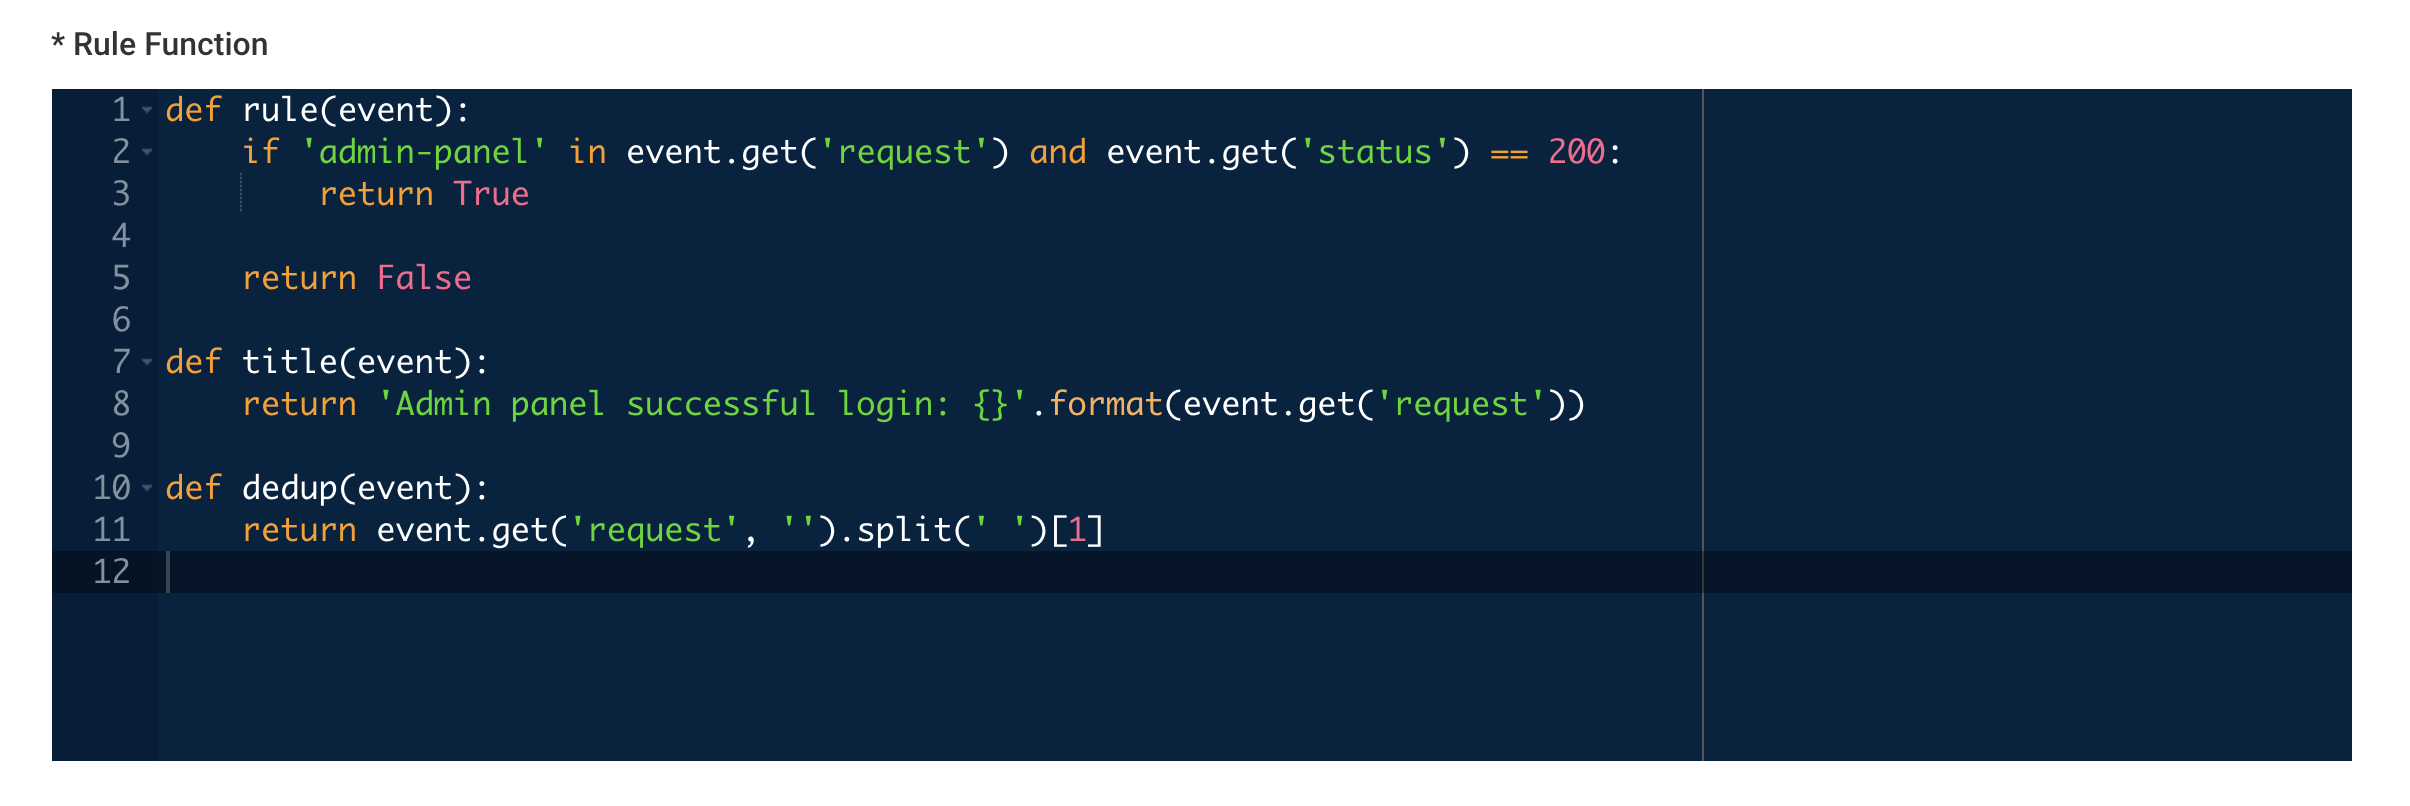 * Rule Function
1 def rule(event):
2     if 'admin-panel' in event.get('request') and event.get('status') == 200:
3         return True
4
5     return False
6
7 def title(event):
8     return 'Admin panel successful login: {}'.format(event.get('request'))
9
10 def dedup(event):
11     return event.get('request', '').split(' ')[1]
12